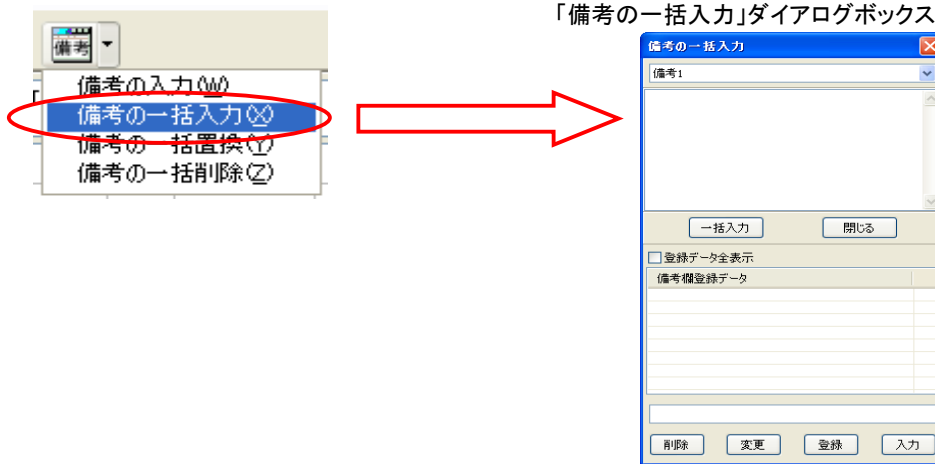 「備考の一括入力」ダイアログボックス
備考
備考の入力(W)
備考の一括入力(X)
備考の一括置換(Y)
備考の一括削除(Z)
備考の一括入力
備考1
一括入力
閉じる
登録データ全表示
備考欄登録データ
削除
変更
登録
入力